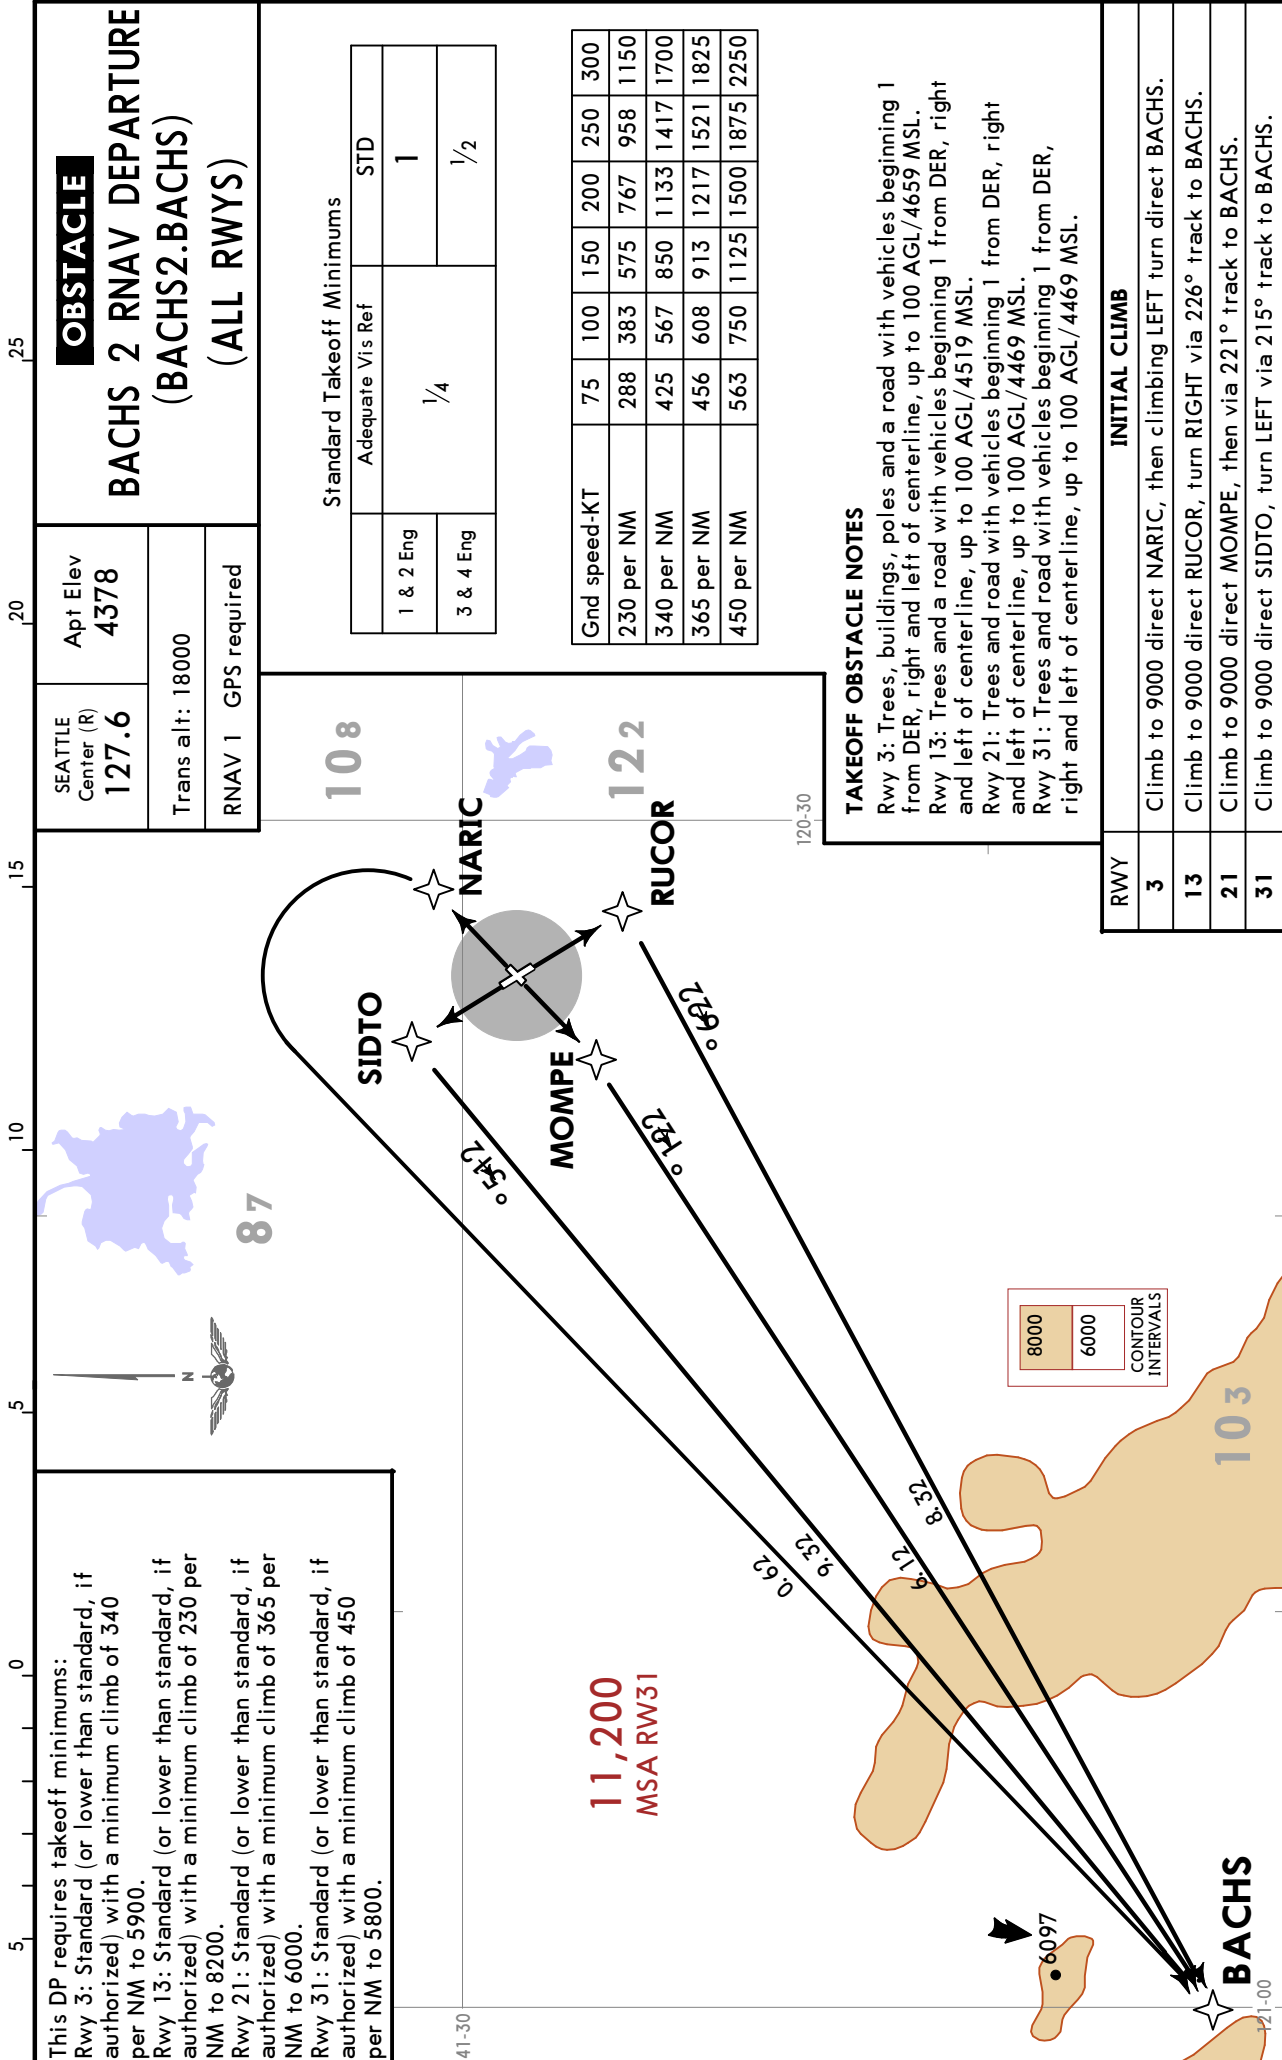 SEATTLE
Center (R)
127.6
Apt Elev
4378
Trans alt: 18000
RNAV 1 GPS required
OBSTACLE
BACHS 2 RNAV DEPARTURE
(BACHS2.BACHS)
(ALL RWYS)
5 0 5 10 15 20 25
This DP requires takeoff minimums:
Rwy 3: Standard (or lower than standard, if
authorized) with a minimum climb of 340
per NM to 5900.
Rwy 13: Standard (or lower than standard, if
authorized) with a minimum climb of 230 per
NM to 8200.
Rwy 21: Standard (or lower than standard, if
authorized) with a minimum climb of 365 per
NM to 6000.
Rwy 31: Standard (or lower than standard, if
authorized) with a minimum climb of 450
per NM to 5800.
N
87
108
122
103
SIDTO
NARIC
MOMPE
RUCOR
215°
221°
226°
26.0
23.9
21.9
23.8
41-30
120-30
121-00
11,200
MSA RW31
6097
BACHS
8000
6000
CONTOUR
INTERVALS
Standard Takeoff Minimums
Adequate Vis Ref STD
1 & 2 Eng 1/4 1
3 & 4 Eng 1/2
Gnd speed-KT 75 100 150 200 250 300
230 per NM 288 383 575 767 958 1150
340 per NM 425 567 850 1133 1417 1700
365 per NM 456 608 913 1217 1521 1825
450 per NM 563 750 1125 1500 1875 2250
TAKEOFF OBSTACLE NOTES
Rwy 3: Trees, buildings, poles and a road with vehicles beginning 1
from DER, right and left of centerline, up to 100 AGL/4659 MSL.
Rwy 13: Trees and a road with vehicles beginning 1 from DER, right
and left of centerline, up to 100 AGL/4519 MSL.
Rwy 21: Trees and road with vehicles beginning 1 from DER, right
and left of centerline, up to 100 AGL/4469 MSL.
Rwy 31: Trees and road with vehicles beginning 1 from DER,
right and left of centerline, up to 100 AGL/4469 MSL.
RWY INITIAL CLIMB
3 Climb to 9000 direct NARIC, then climbing LEFT turn direct BACHS.
13 Climb to 9000 direct RUCOR, turn RIGHT via 226° track to BACHS.
21 Climb to 9000 direct MOMPE, then via 221° track to BACHS.
31 Climb to 9000 direct SIDTO, turn LEFT via 215° track to BACHS.